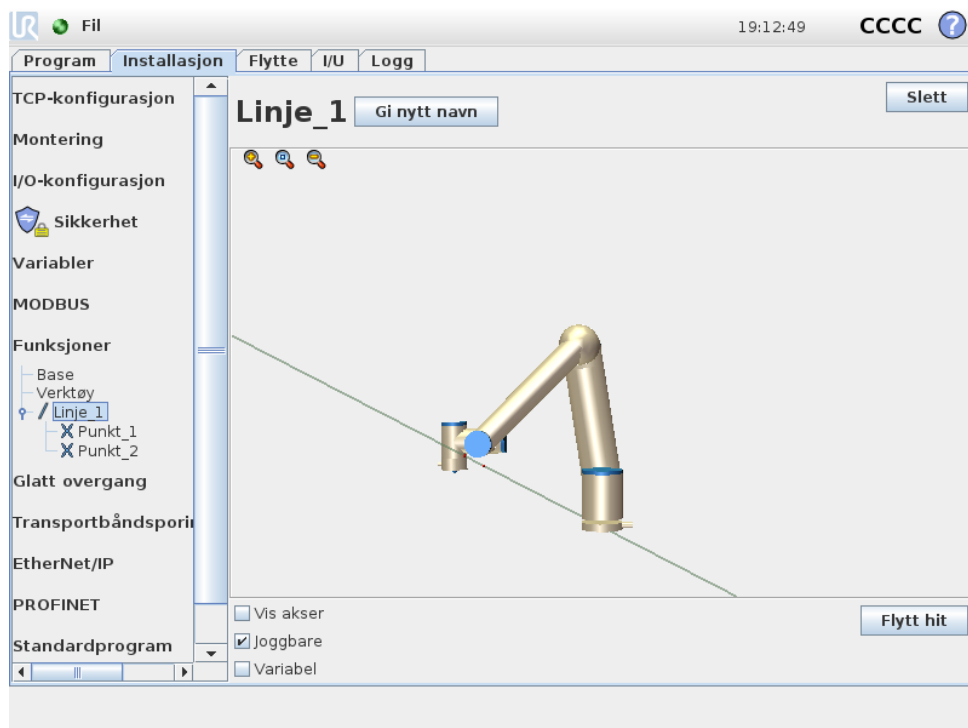 UR Fil 19:12:49 CCCC ?
Program Installasjon Flytte I/U Logg
TCP-konfigurasjon
Montering
I/O-konfigurasjon
Sikkerhet
Variabler
MODBUS
Funksjoner
Base
Verktøy
Linje_1
Punkt_1
Punkt_2
Glatt overgang
Transportbåndsporin
EtherNet/IP
PROFINET
Standardprogram
Linje_1 Gi nytt navn Slett
Vis akser
Joggbare
Variabel
Flytt hit